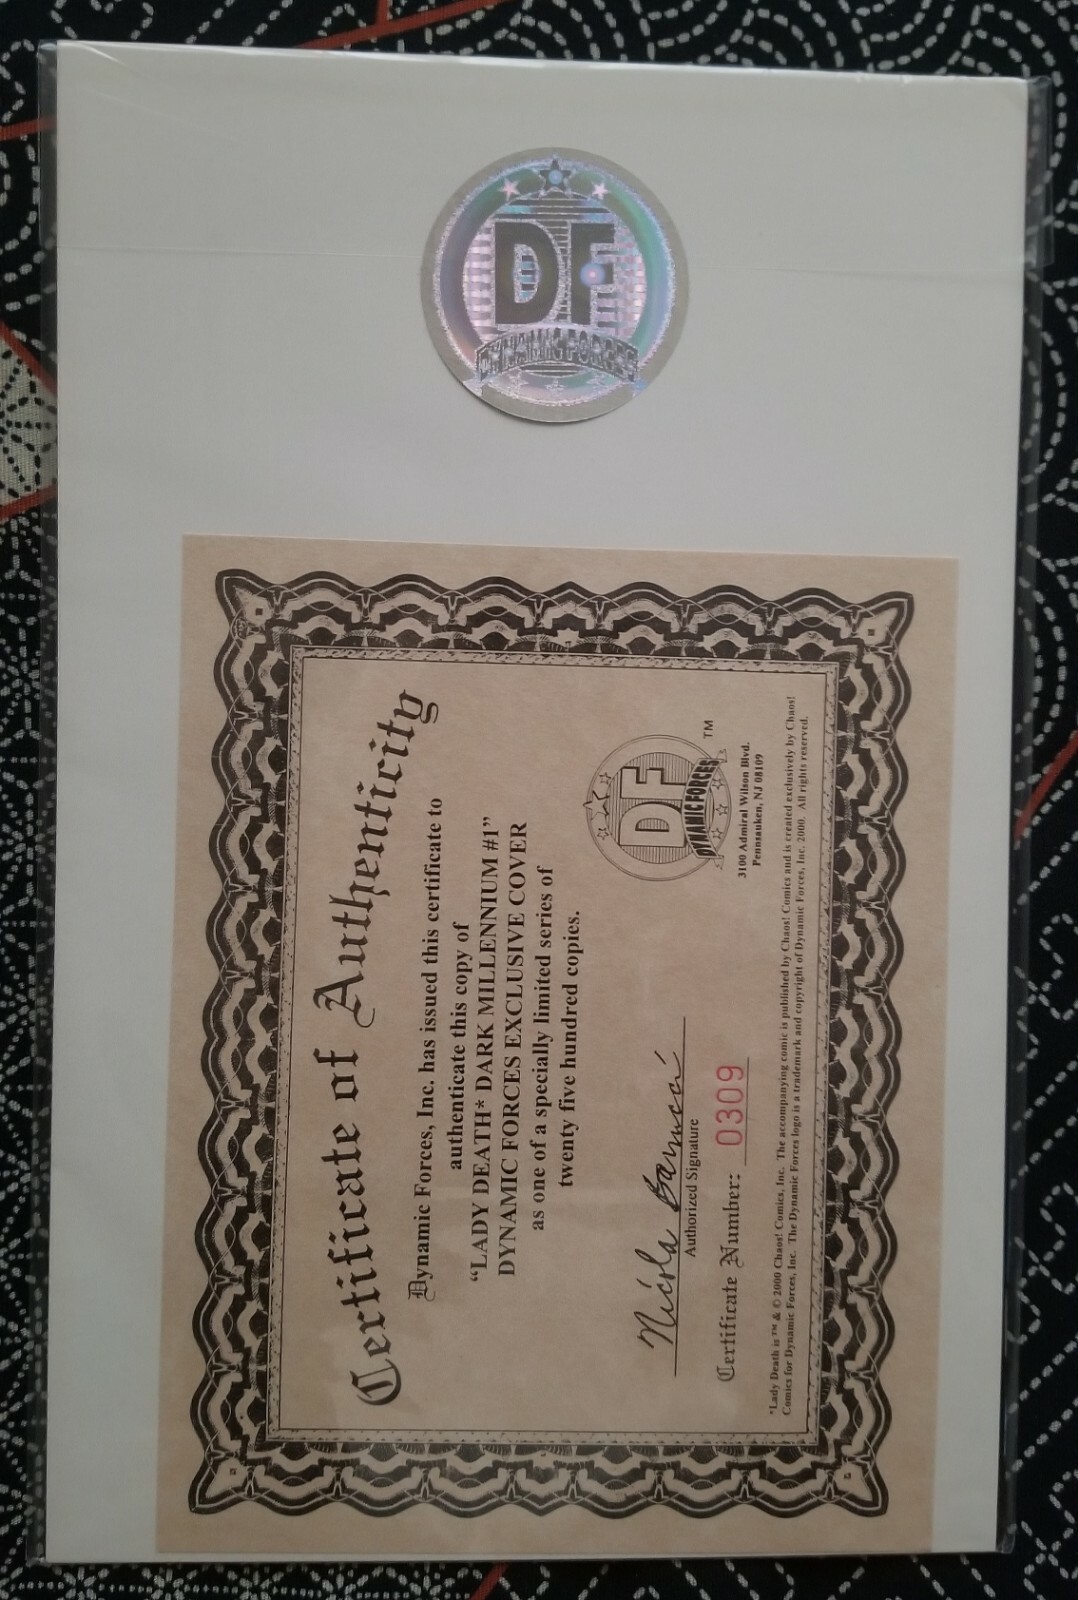 DF
DYNAMIC FORCES
Certificate of Authenticity
Dynamic Forces, Inc. has issued this certificate to
authenticate this copy of
“LADY DEATH* DARK MILLENNIUM #1”
DYNAMIC FORCES EXCLUSIVE COVER
as one of a specially limited series of
twenty five hundred copies.
Nicola Barrucci
Authorized Signature
Certificate Number: 0309
DF
DYNAMIC FORCES
TM
3100 Admiral Wilson Blvd.
Pennsauken, NJ 08109
*Lady Death is ™ & © 2000 Chaos! Comics, Inc. The accompanying comic is published by Chaos! Comics and is created exclusively by Chaos!
Comics for Dynamic Forces, Inc. The Dynamic Forces logo is a trademark and copyright of Dynamic Forces, Inc. 2000. All rights reserved.